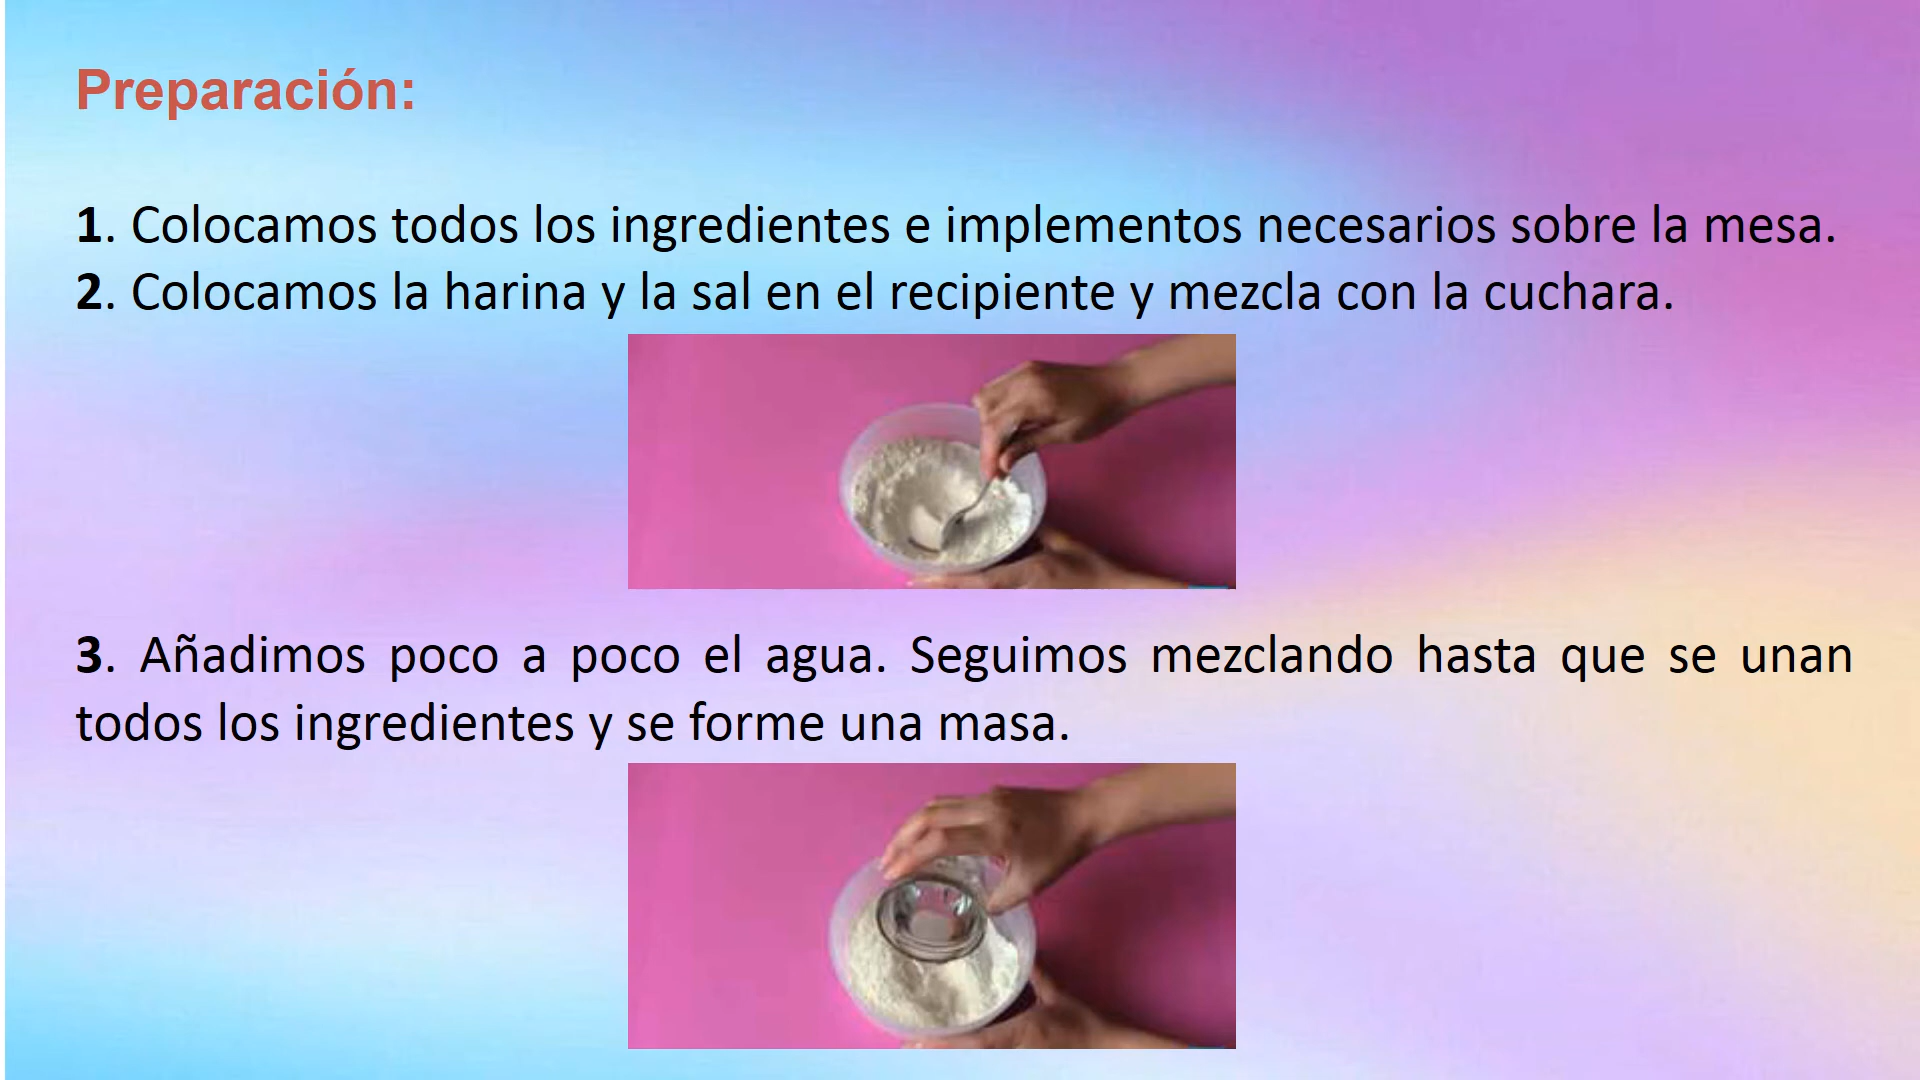 Preparación:
1. Colocamos todos los ingredientes e implementos necesarios sobre la mesa.
2. Colocamos la harina y la sal en el recipiente y mezcla con la cuchara.
3. Añadimos poco a poco el agua. Seguimos mezclando hasta que se unan
todos los ingredientes y se forme una masa.